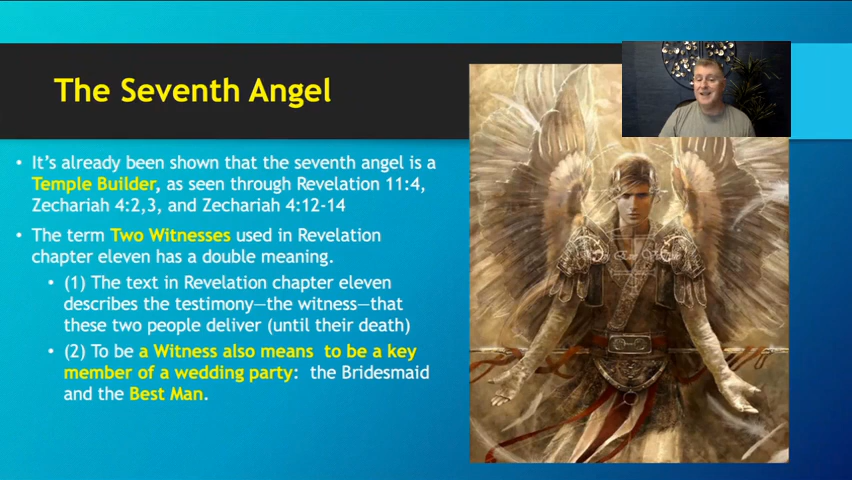 The Seventh Angel
• It’s already been shown that the seventh angel is a
Temple Builder, as seen through Revelation 11:4,
Zechariah 4:2,3, and Zechariah 4:12-14
• The term Two Witnesses used in Revelation
chapter eleven has a double meaning.
• (1) The text in Revelation chapter eleven
describes the testimony—the witness—that
these two people deliver (until their death)
• (2) To be a Witness also means to be a key
member of a wedding party: the Bridesmaid
and the Best Man.